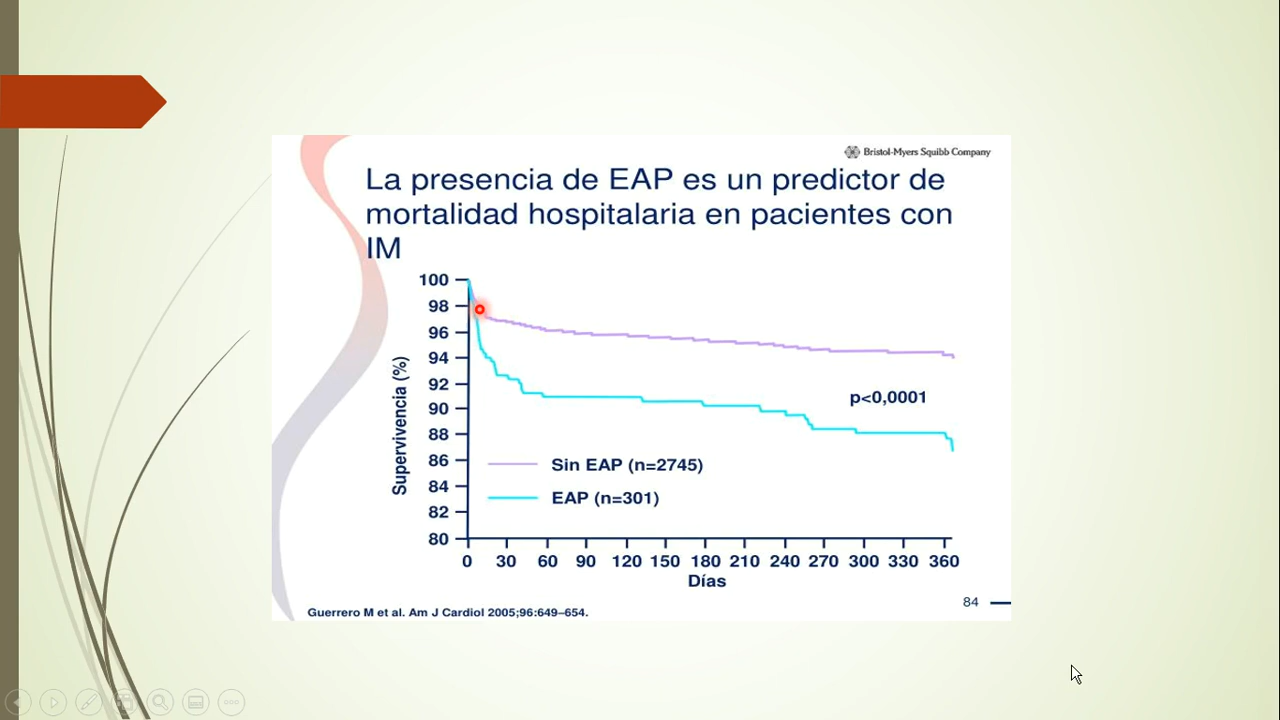 Bristol-Myers Squibb Company
La presencia de EAP es un predictor de
mortalidad hospitalaria en pacientes con
IM
100
98
96
94
92
90
88
86
84
82
80
Supervivencia (%)
p<0,0001
Sin EAP (n=2745)
EAP (n=301)
0 30 60 90 120 150 180 210 240 270 300 330 360
Días
84
Guerrero M et al. Am J Cardiol 2005;96:649–654.